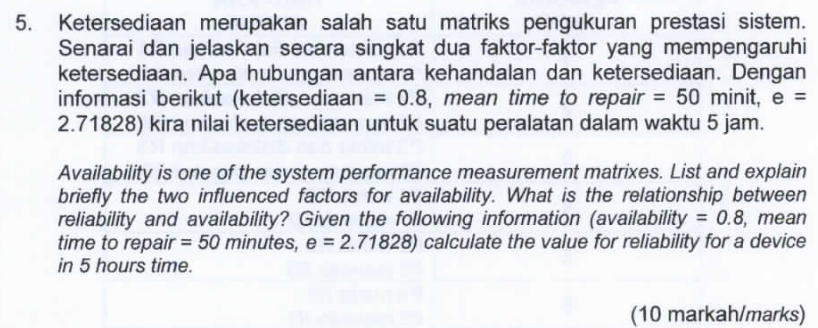 5. Ketersediaan merupakan salah satu matriks pengukuran prestasi sistem.
Senarai dan jelaskan secara singkat dua faktor-faktor yang mempengaruhi
ketersediaan. Apa hubungan antara kehandalan dan ketersediaan. Dengan
informasi berikut (ketersediaan = 0.8, mean time to repair = 50 minit, e =
2.71828) kira nilai ketersediaan untuk suatu peralatan dalam waktu 5 jam.
Availability is one of the system performance measurement matrixes. List and explain
briefly the two influenced factors for availability. What is the relationship between
reliability and availability? Given the following information (availability = 0.8, mean
time to repair = 50 minutes, e = 2.71828) calculate the value for reliability for a device
in 5 hours time.
(10 markah/marks)